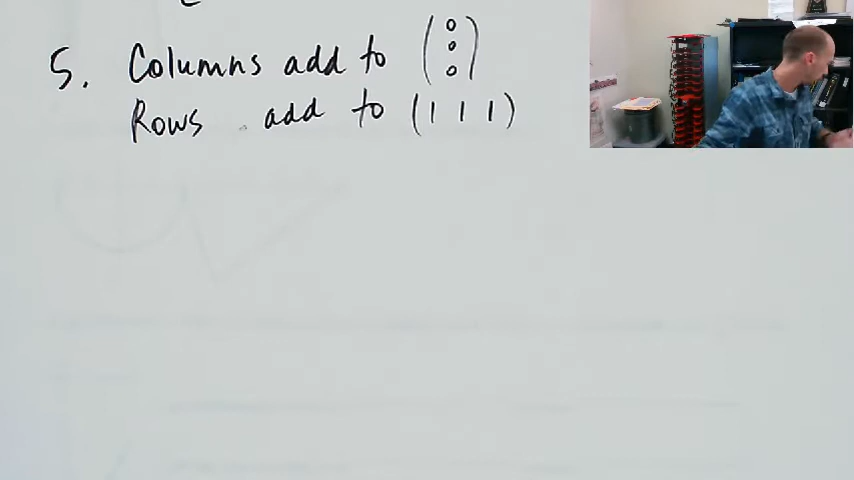 5. Columns add to (0 0 0)
Rows add to (1 1 1)